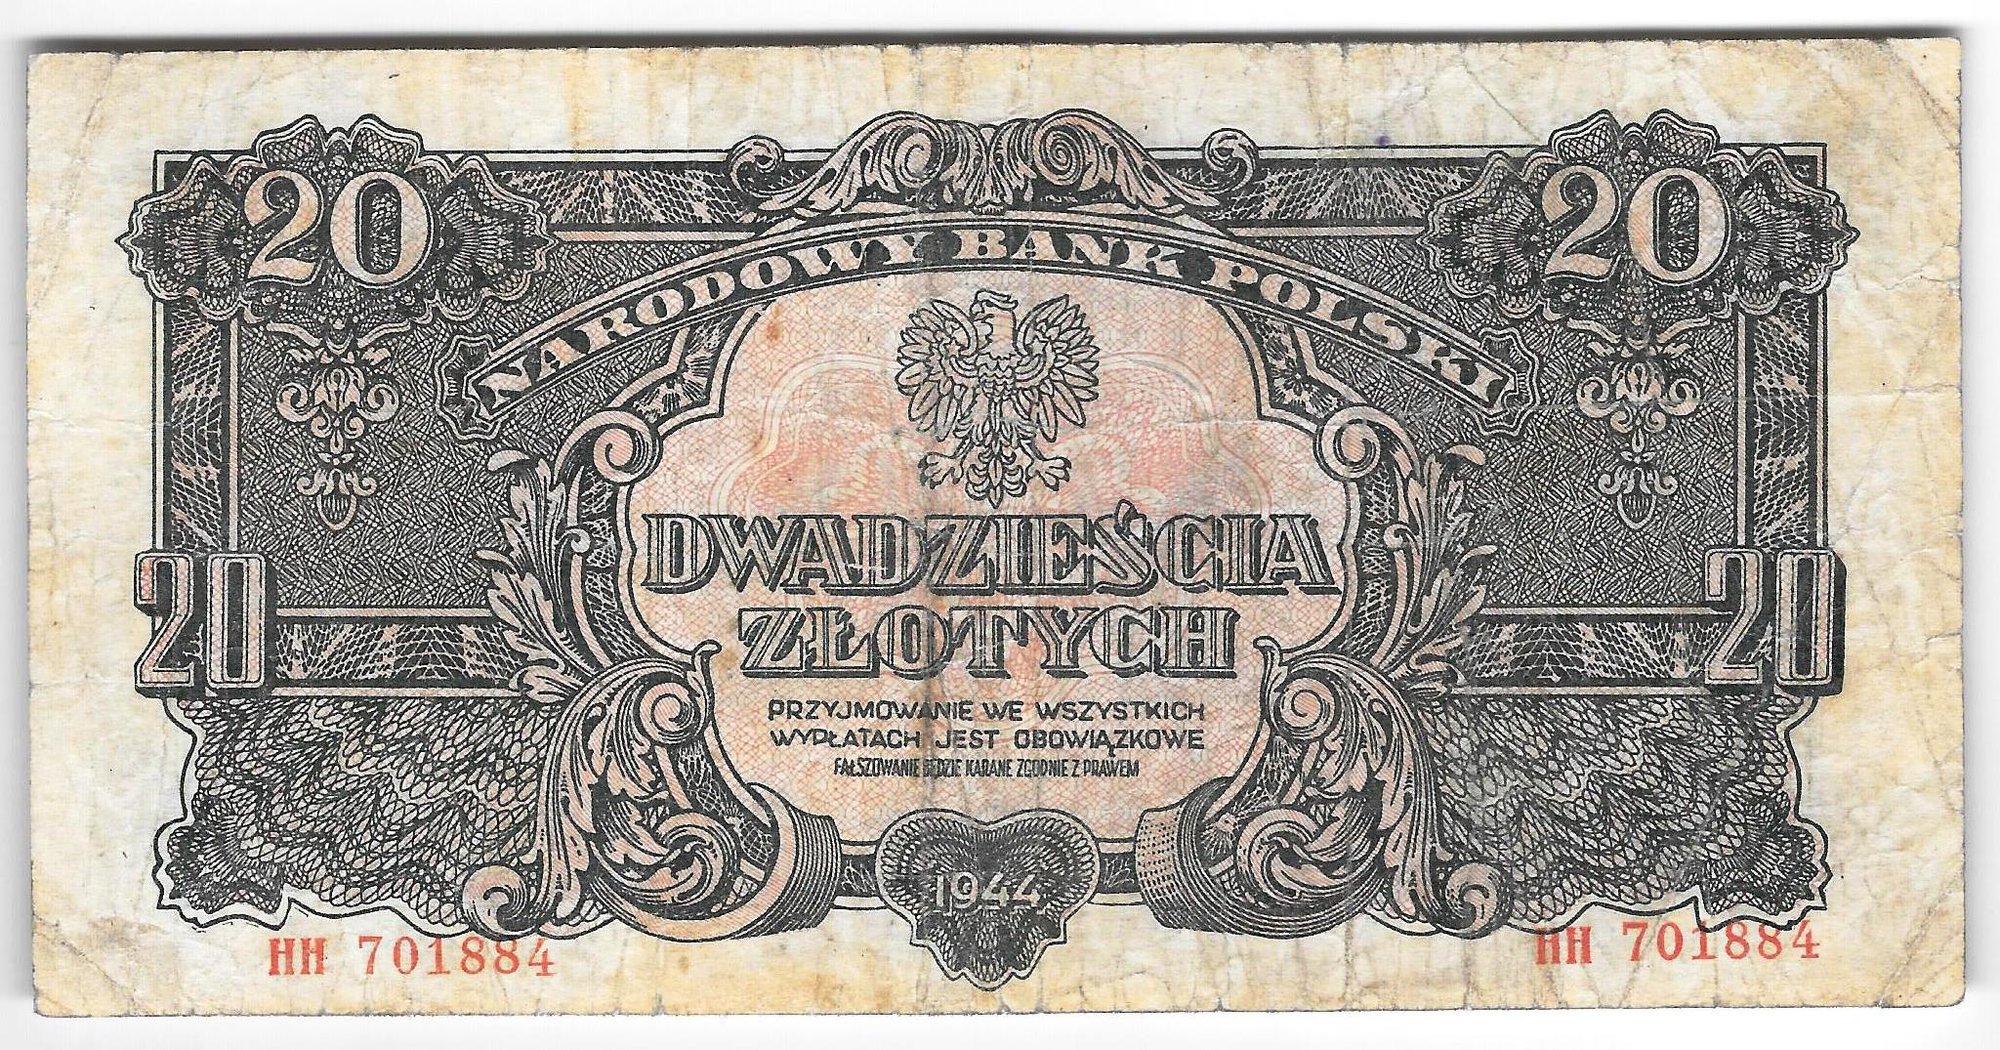 20 20
NARODOWY BANK POLSKI
DWADZIEŚCIA
ZŁOTYCH
20 20
PRZYJMOWANIE WE WSZYSTKICH
WYPŁATACH JEST OBOWIĄZKOWE
FAŁSZOWANIE BĘDZIE KARANE ZGODNIE Z PRAWEM
1944
HH 701884 HH 701884